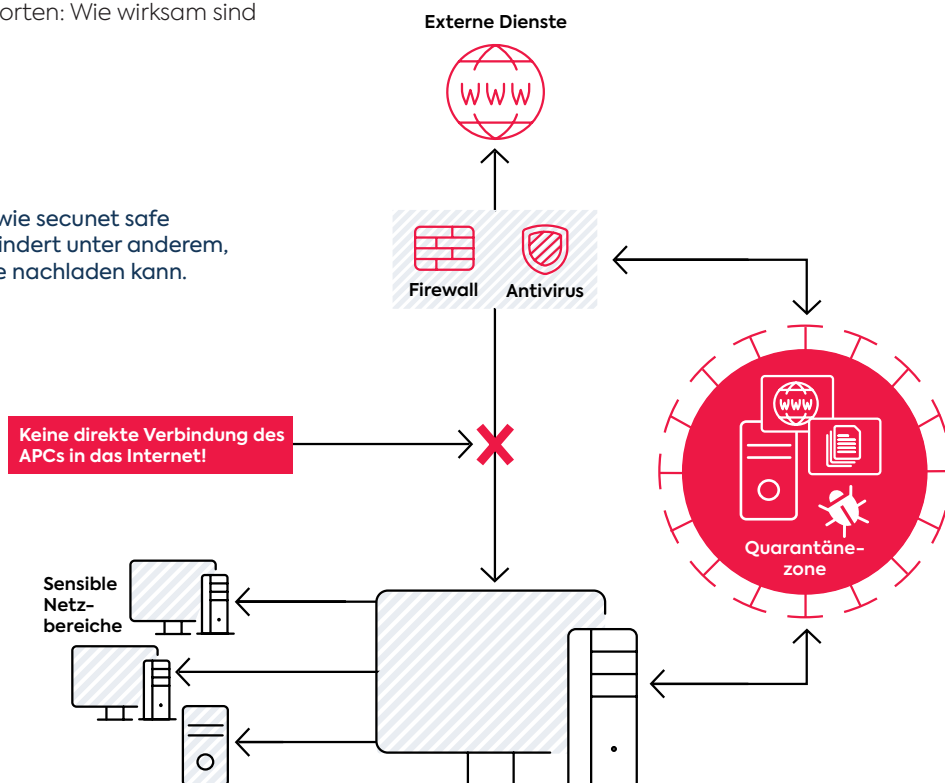 orten: Wie wirksam sind
Externe Dienste
WWW
wie secunet safe
indert unter anderem,
e nachladen kann.
Firewall
Antivirus
Keine direkte Verbindung des
APCs in das Internet!
WWW
Quarantäne-
zone
Sensible
Netz-
bereiche